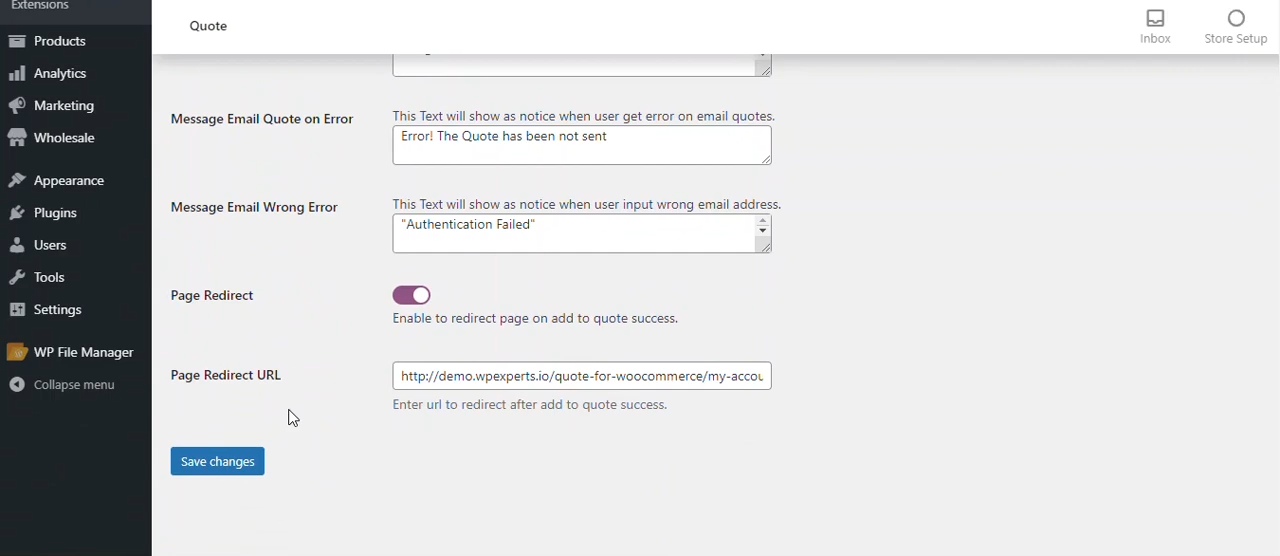 Extensions
Quote
Inbox
Store Setup
Products
Analytics
Marketing
Wholesale
Appearance
Plugins
Users
Tools
Settings
WP File Manager
Collapse menu
Message Email Quote on Error
This Text will show as notice when user get error on email quotes.
Error! The Quote has been not sent
Message Email Wrong Error
This Text will show as notice when user input wrong email address.
"Authentication Failed"
Page Redirect
Enable to redirect page on add to quote success.
Page Redirect URL
http://demo.wpexperts.io/quote-for-woocommerce/my-accou
Enter url to redirect after add to quote success.
Save changes